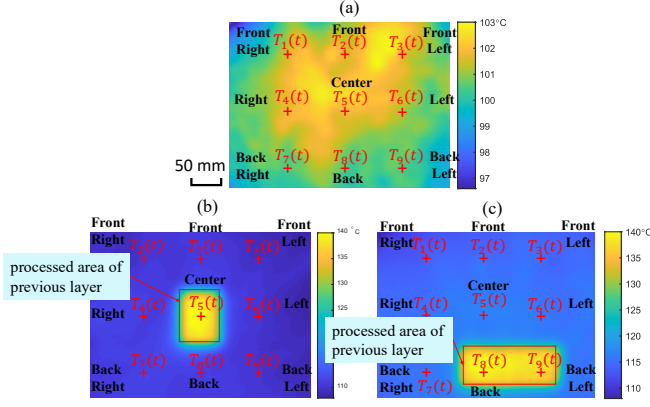 (a)
Front Front Front
Right T₁(t) T₂(t) T₃(t) Left
Center
Right T₄(t) T₅(t) T₆(t) Left
Back T₇(t) T₈(t) T₉(t) Back
Right Back Left
50 mm
103°C
102
101
100
99
98
97
(b)
Front Front Front
Right T₁(t) T₂(t) T₃(t) Left
processed area of
previous layer
Center
Right T₄(t) T₅(t) T₆(t) Left
Back T₇(t) T₈(t) T₉(t) Back
Right Back Left
140 °C
135
130
125
120
115
110
(c)
Front Front Front
Right T₁(t) T₂(t) T₃(t) Left
Center
Right T₄(t) T₅(t) T₆(t) Left
processed area of
previous layer
Back T₈(t) T₉(t) Back
Right T₇(t) Back Left
140°C
135
130
125
120
115
110